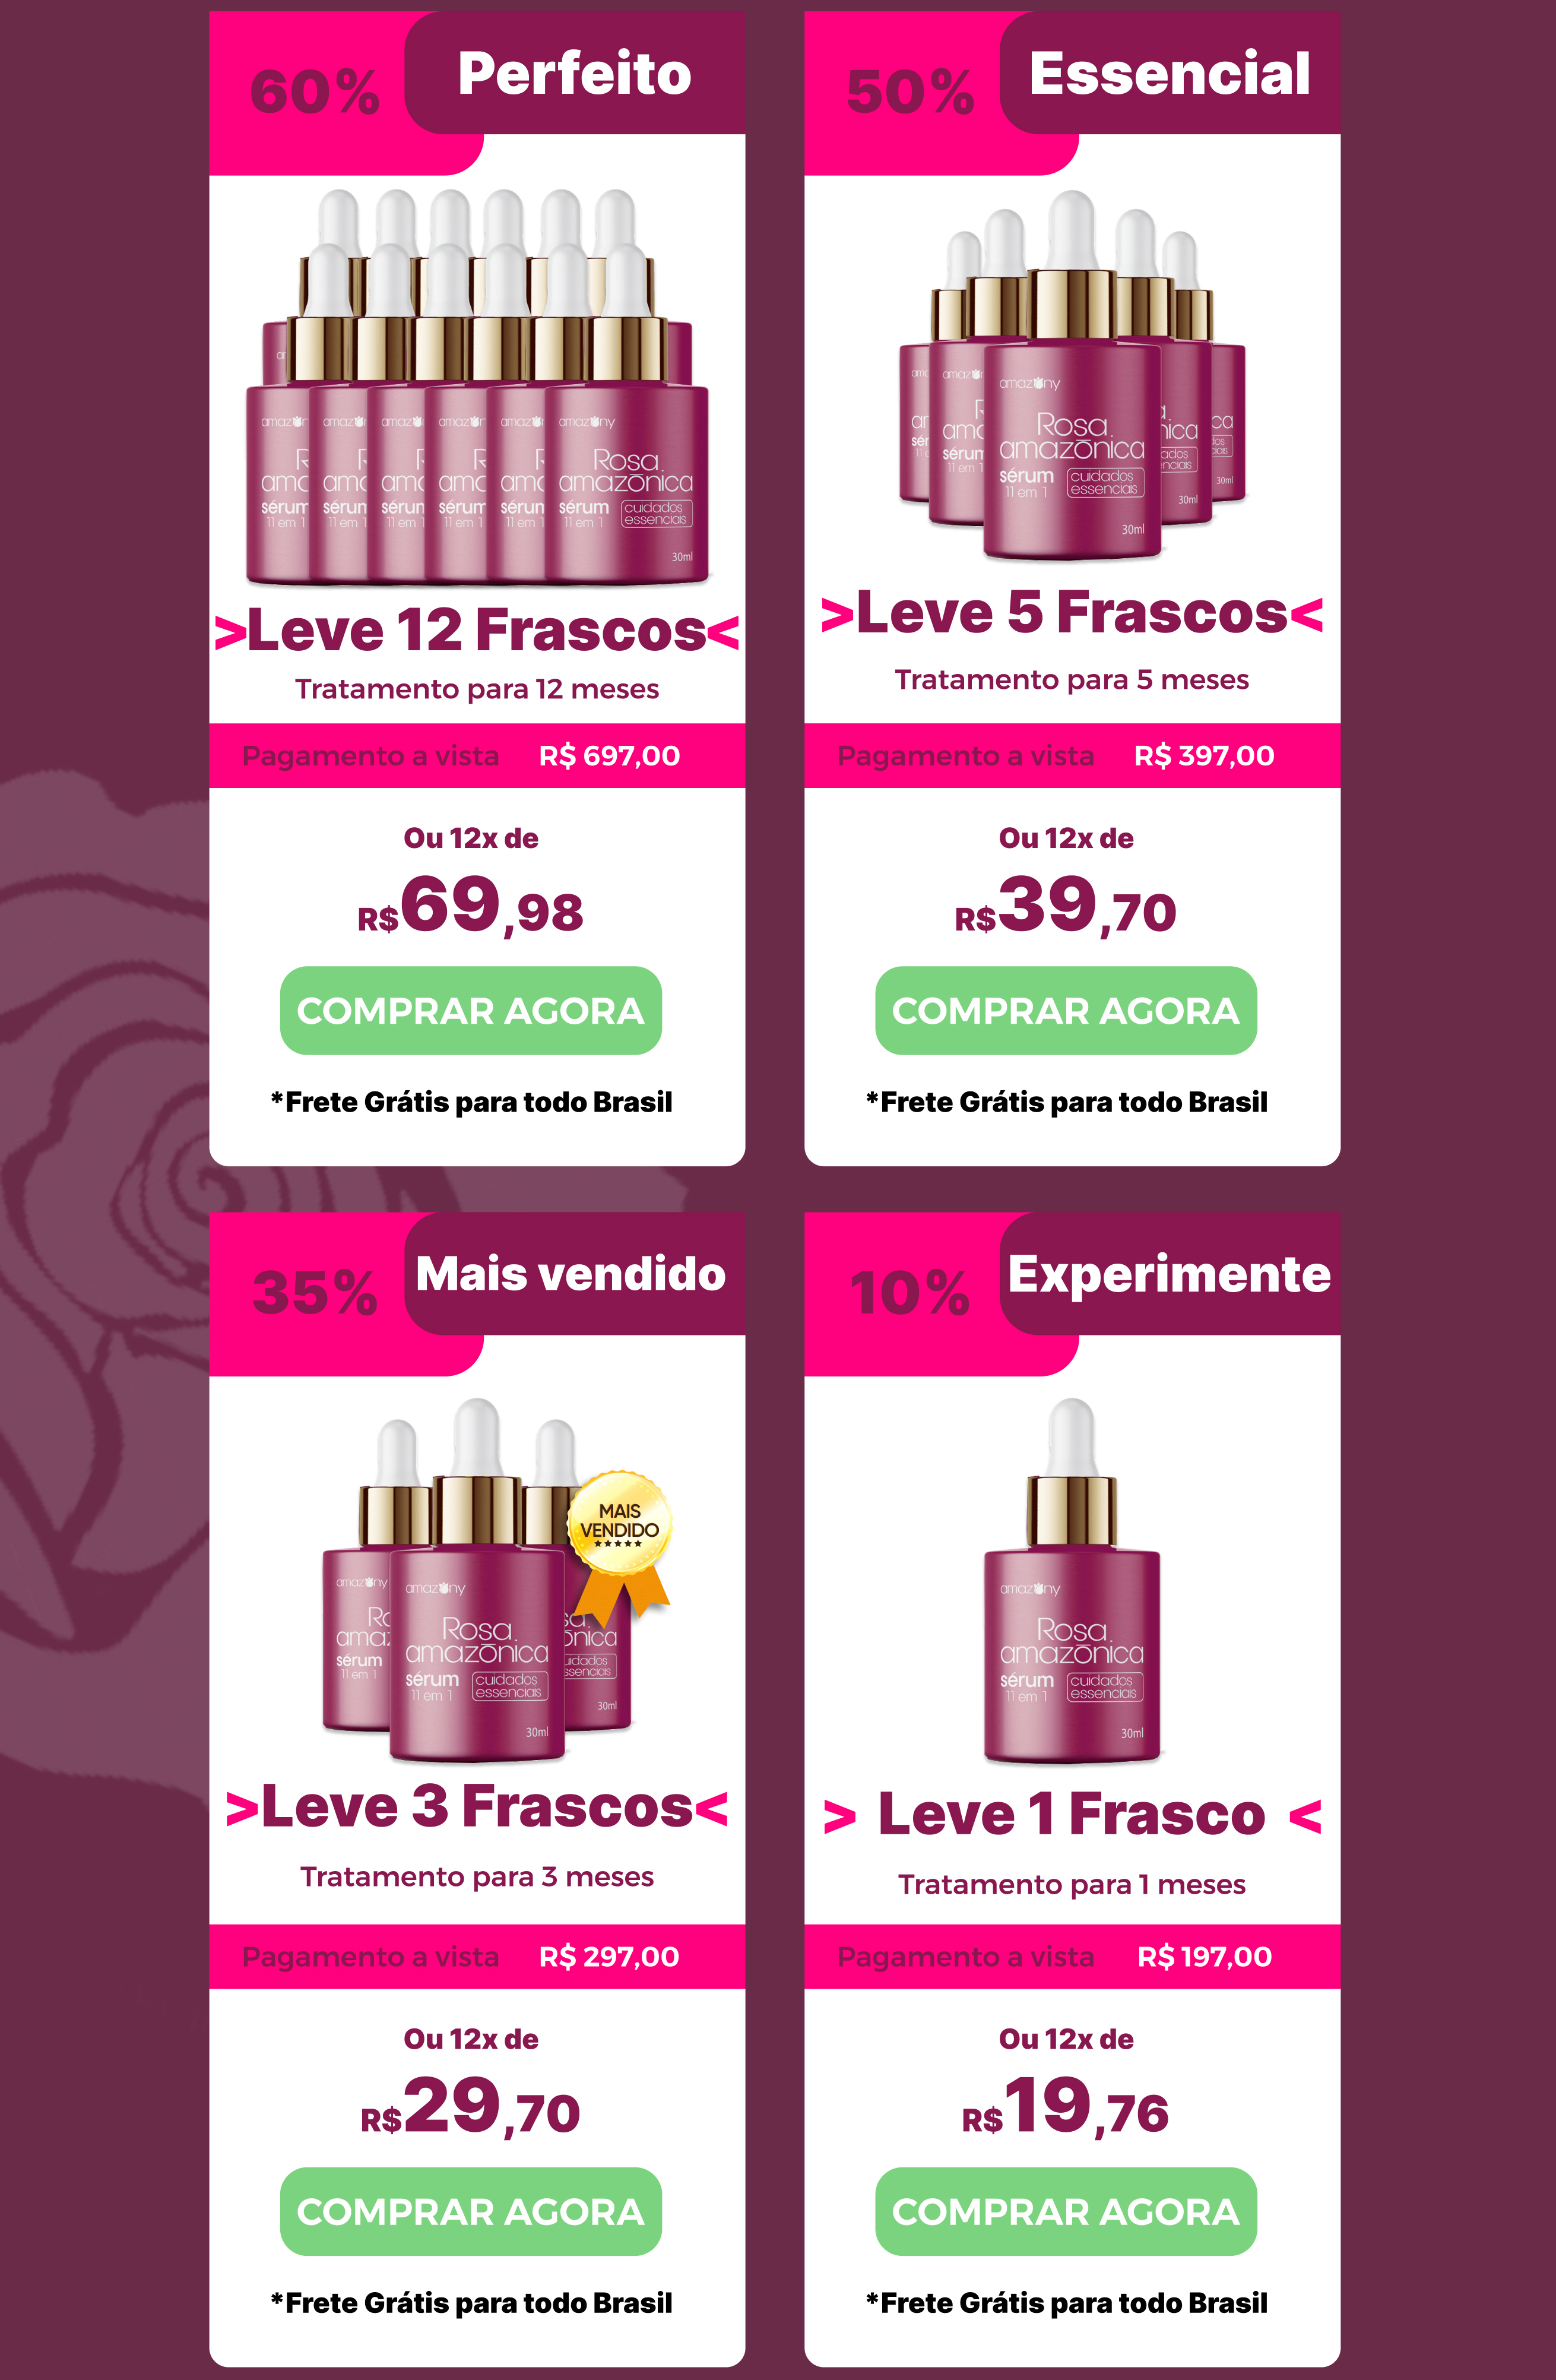 60%
Perfeito
amazony
Rosa
amazônica
sérum
11 em 1
cuidados
essenciais
30ml
>Leve 12 Frascos<
Tratamento para 12 meses
Pagamento a vista R$ 697,00
Ou 12x de
R$69,98
COMPRAR AGORA
*Frete Grátis para todo Brasil
50%
Essencial
amazony
Rosa
amazônica
sérum
11 em 1
cuidados
essenciais
30ml
30ml
30ml
>Leve 5 Frascos<
Tratamento para 5 meses
Pagamento a vista R$ 397,00
Ou 12x de
R$39,70
COMPRAR AGORA
*Frete Grátis para todo Brasil
35%
Mais vendido
MAIS
VENDIDO
amazony
Rosa
amazônica
sérum
11 em 1
cuidados
essenciais
30ml
sérum
11 em 1
30ml
>Leve 3 Frascos<
Tratamento para 3 meses
Pagamento a vista R$ 297,00
Ou 12x de
R$29,70
COMPRAR AGORA
*Frete Grátis para todo Brasil
10%
Experimente
amazony
Rosa
amazônica
sérum
11 em 1
cuidados
essenciais
30ml
> Leve 1 Frasco <
Tratamento para 1 meses
Pagamento a vista R$ 197,00
Ou 12x de
R$19,76
COMPRAR AGORA
*Frete Grátis para todo Brasil